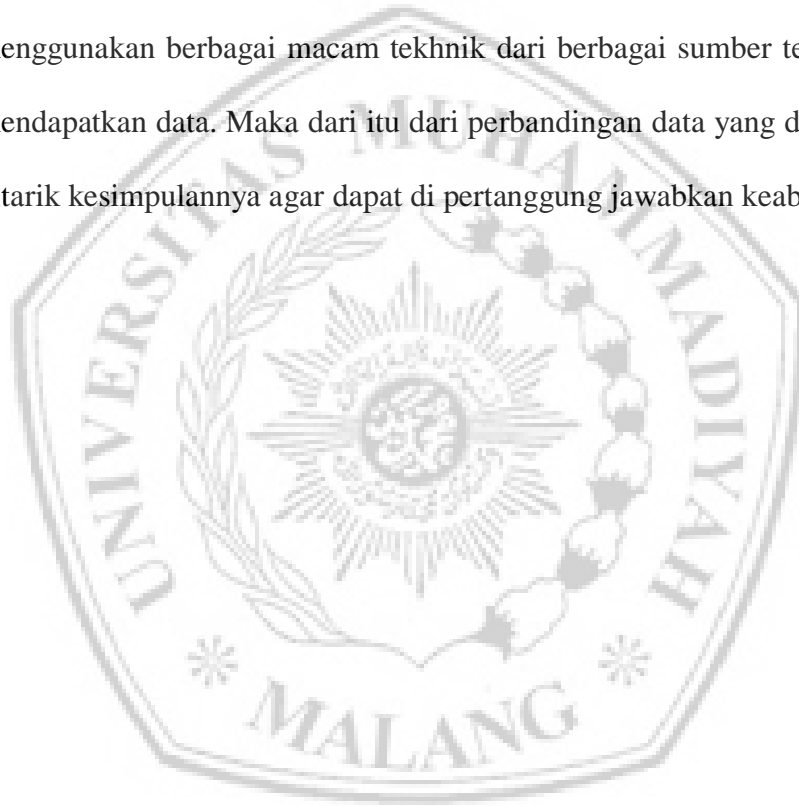 enggunakan berbagai macam tekhnik dari berbagai sumber te
endapatkan data. Maka dari itu dari perbandingan data yang d
tarik kesimpulannya agar dapat di pertanggung jawabkan keab
UNIVERSITAS MUHAMMADIYAH
MALANG